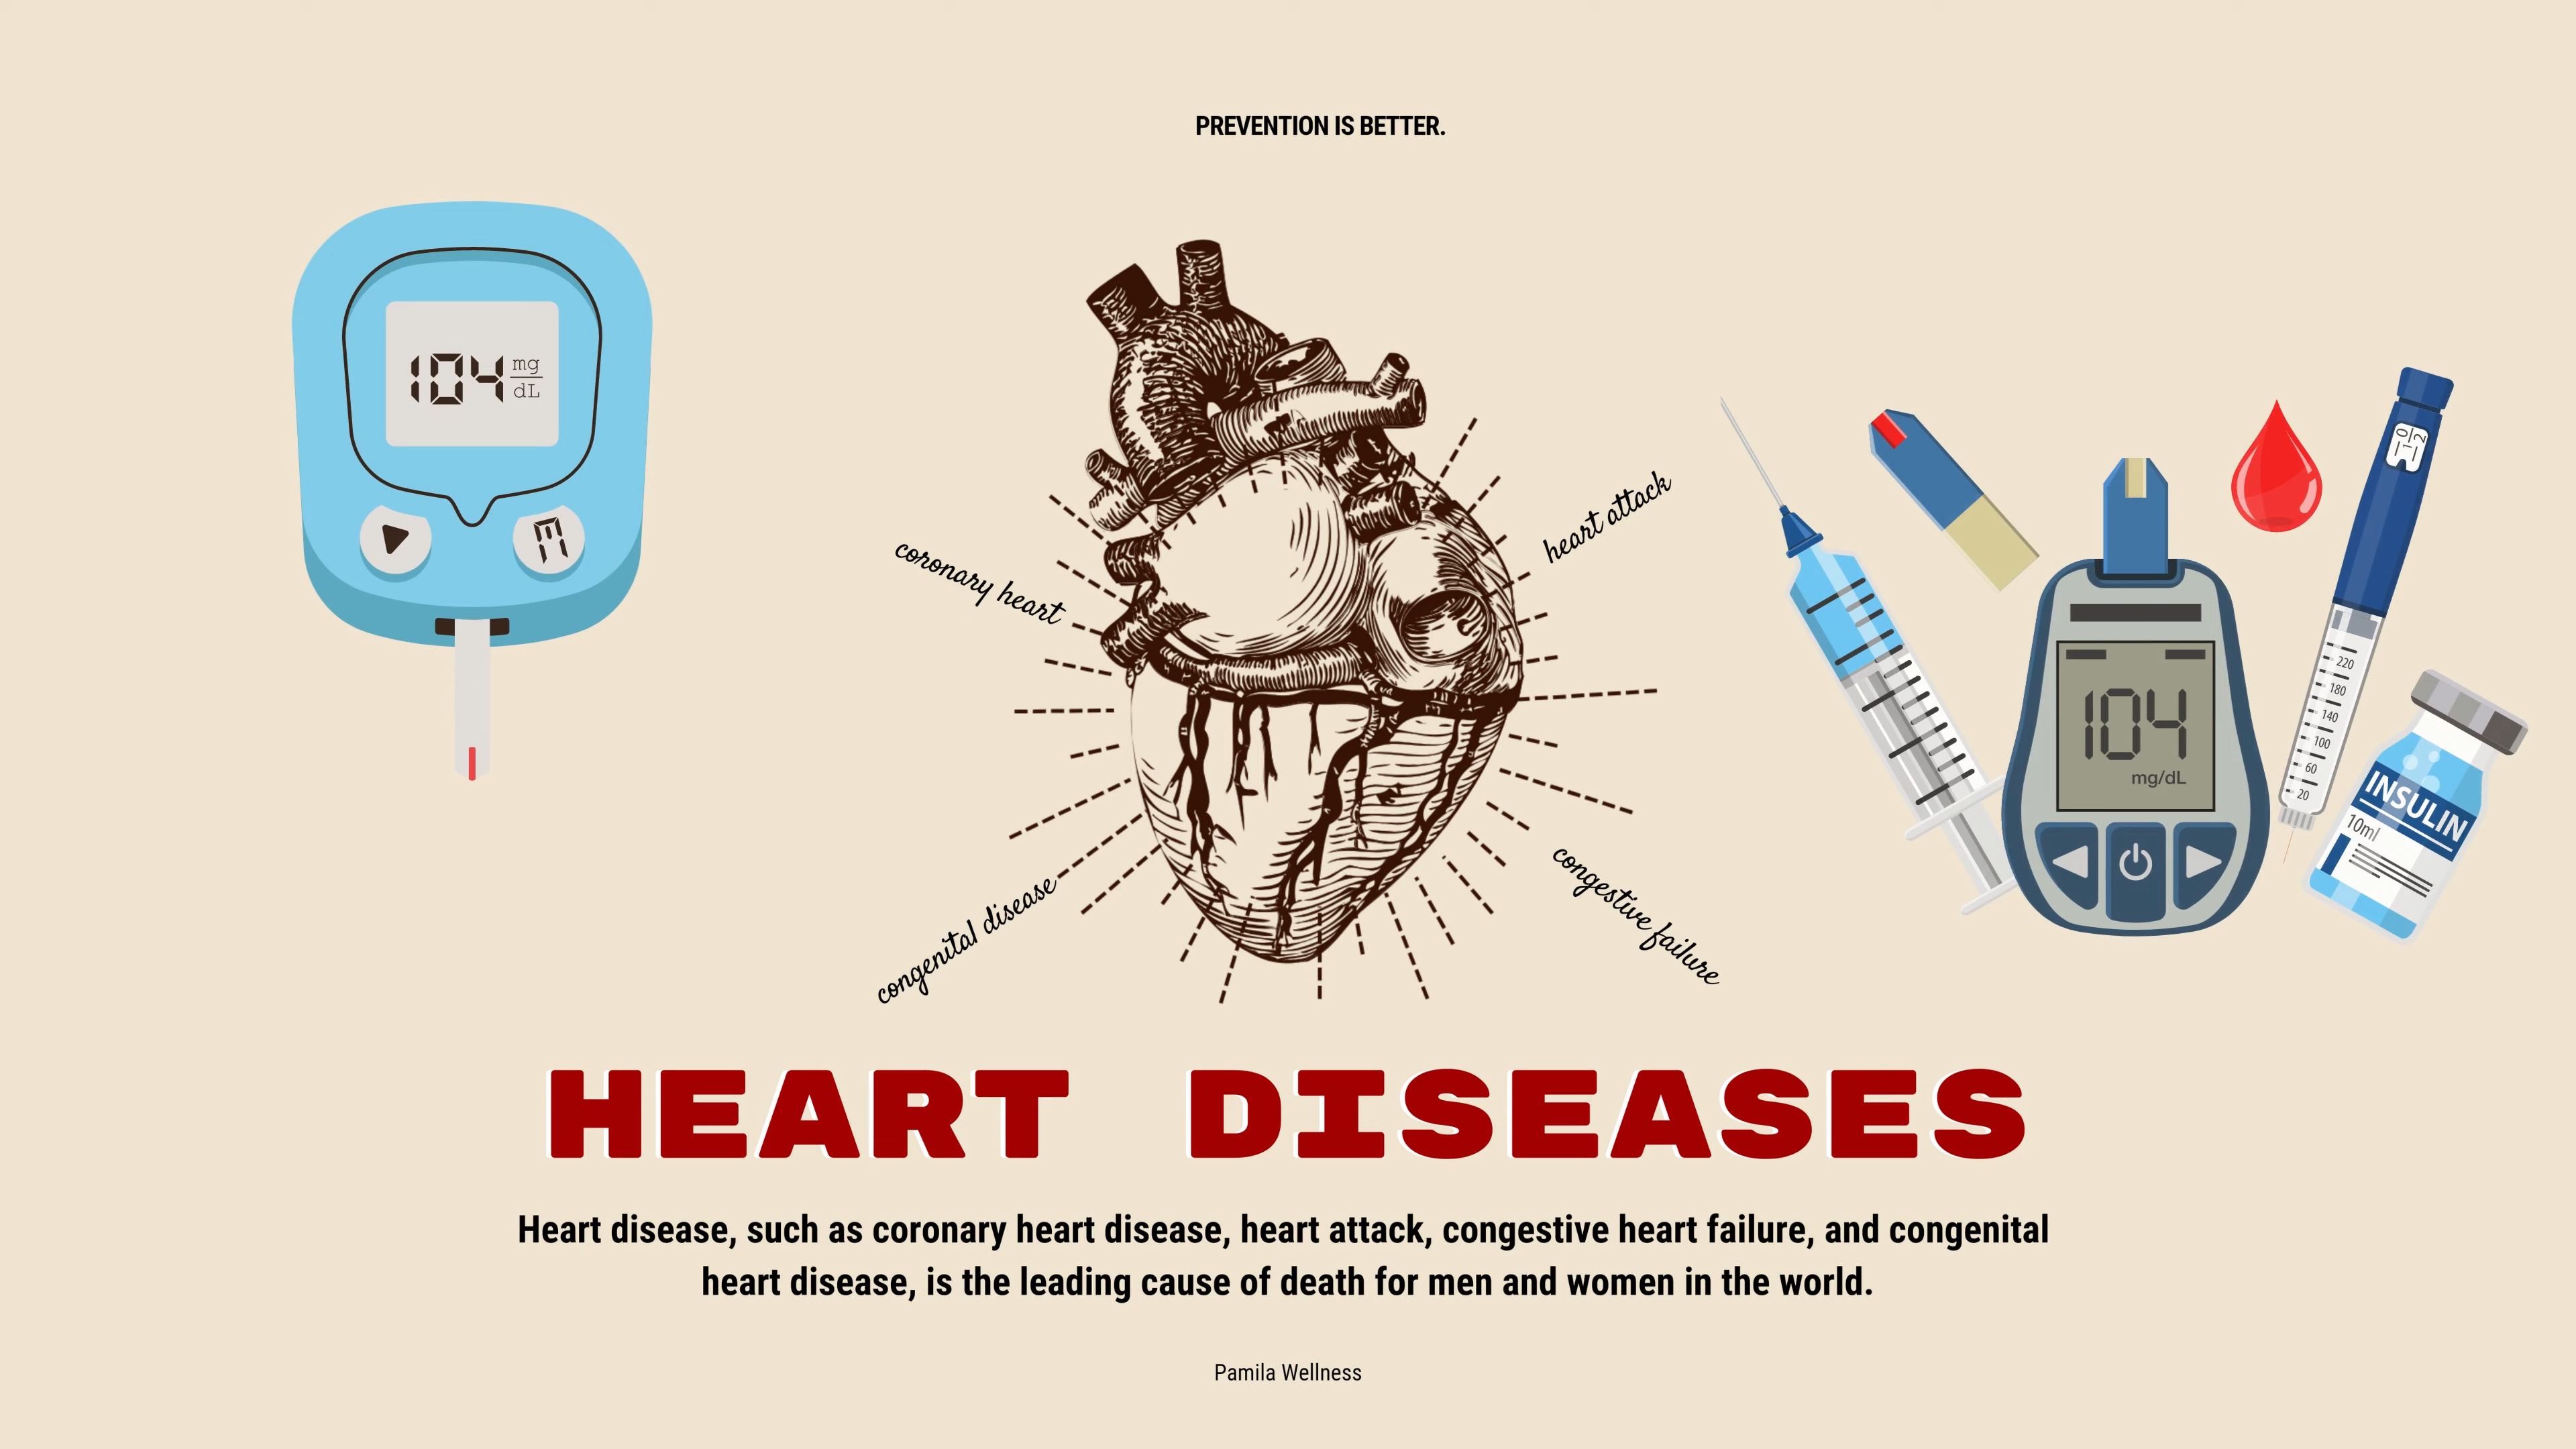 PREVENTION IS BETTER.
104 mg
dL
coronary heart
heart attack
congenital disease
congestive failure
104
mg/dL
220
180
140
100
60
20
INSULIN
10ml
HEART DISEASES
Heart disease, such as coronary heart disease, heart attack, congestive heart failure, and congenital
heart disease, is the leading cause of death for men and women in the world.
Pamila Wellness